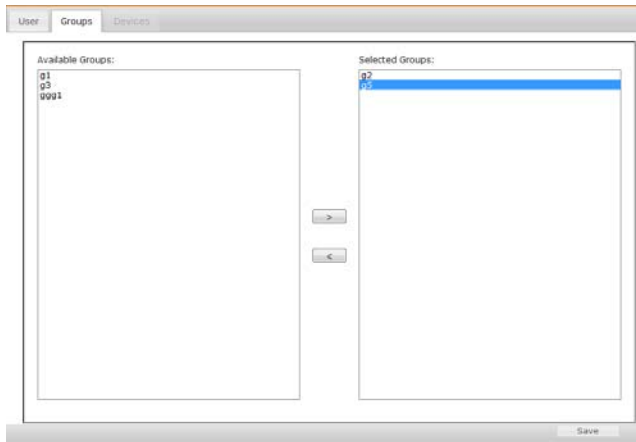 User Groups Devices
Available Groups:
g1
g3
ggg1
>
<
Selected Groups:
g2
g5
Save